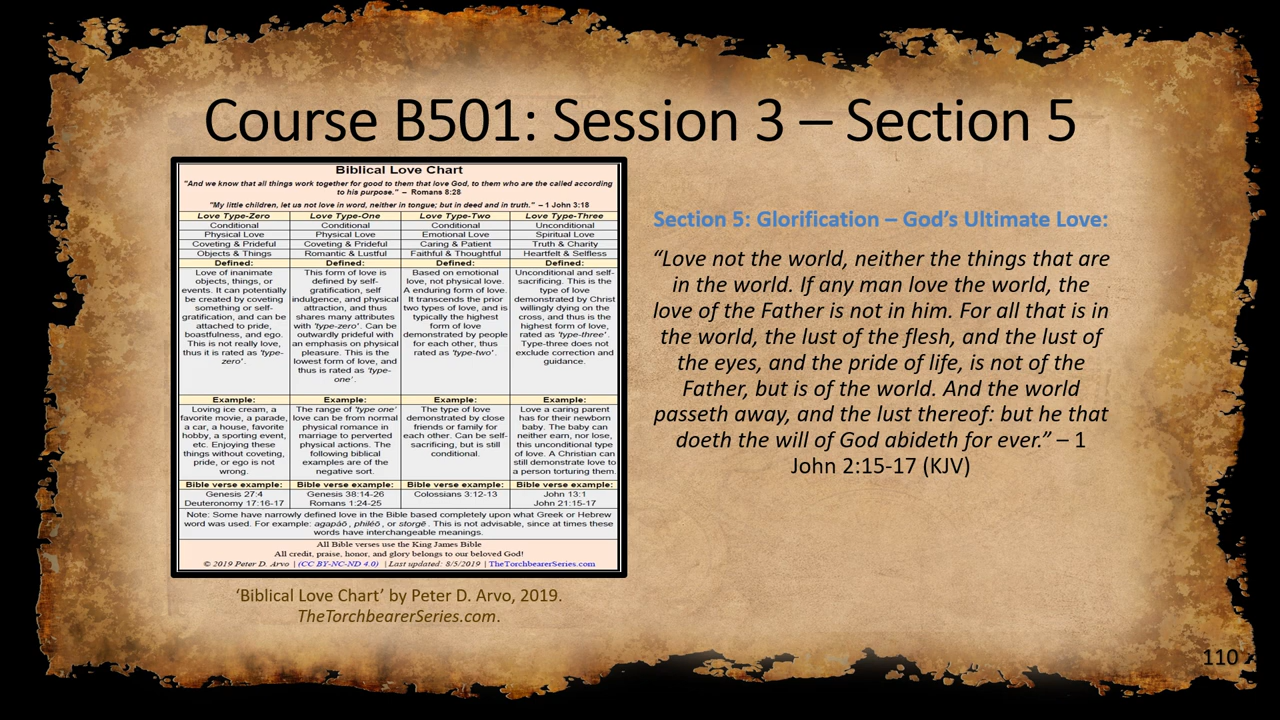 Course B501: Session 3 – Section 5
Biblical Love Chart
"And we know that all things work together for good to them that love God, to them who are the called according
to his purpose." – Romans 8:28
"My little children, let us not love in word, neither in tongue; but in deed and in truth." – 1 John 3:18
Love Type-Zero Love Type-One Love Type-Two Love Type-Three
Conditional Conditional Conditional Unconditional
Physical Love Physical Love Emotional Love Spiritual Love
Coveting & Prideful Coveting & Prideful Caring & Patient Truth & Charity
Objects & Things Romantic & Lustful Faithful & Thoughtful Heartfelt & Selfless
Defined: Defined: Defined: Defined:
Love of inanimate
objects, things, or
events. It can potentially
be created by coveting
something or self-
gratification, and can be
attached to pride,
boastfulness, and ego.
This is not really love,
thus it is rated as 'type-
zero'.
This form of love is
defined by self-
gratification, self
indulgence, and physical
attraction, and thus
shares many attributes
with 'type-zero'. Can be
outwardly prideful with
an emphasis on physical
pleasure. This is the
lowest form of love, and
thus is rated as 'type-
one'.
Based on emotional
love, not physical love.
A enduring form of love.
It transcends the prior
two types of love, and is
typically the highest
form of love
demonstrated by people
for each other, thus
rated as 'type-two'.
Unconditional and self-
sacrificing. This is the
type of love
demonstrated by Christ
willingly dying on the
cross, and thus is the
highest form of love,
rated as 'type-three'.
Type-three does not
exclude correction and
guidance.
Example: Example: Example: Example:
Loving ice cream, a
favorite movie, a parade,
a car, a house, favorite
hobby, a sporting event,
etc. Enjoying these
things without coveting,
pride, or ego is not
wrong.
The range of 'type one'
love can be from normal
physical romance in
marriage to perverted
physical actions. The
following biblical
examples are of the
negative sort.
The type of love
demonstrated by close
friends or family for
each other. Can be self-
sacrificing, but is still
conditional.
Love a caring parent
has for their newborn
baby. The baby can
neither earn, nor lose,
this unconditional type
of love. A Christian can
still demonstrate love to
a person torturing them.
Bible verse example: Bible verse example: Bible verse example: Bible verse example:
Genesis 27:4
Deuteronomy 17:16-17
Genesis 38:14-26
Romans 1:24-25
Colossians 3:12-13
John 13:1
John 21:15-17
Note: Some have narrowly defined love in the Bible based completely upon what Greek or Hebrew
word was used. For example: agapáō, philéō, or storgē. This is not advisable, since at times these
words have interchangeable meanings.
All Bible verses use the King James Bible
All credit, praise, honor, and glory belongs to our beloved God!
© 2019 Peter D. Arvo | (CC BY-NC-ND 4.0) | Last updated: 8/5/2019 | TheTorchbearerSeries.com
'Biblical Love Chart' by Peter D. Arvo, 2019.
TheTorchbearerSeries.com.
Section 5: Glorification – God's Ultimate Love:
“Love not the world, neither the things that are
in the world. If any man love the world, the
love of the Father is not in him. For all that is in
the world, the lust of the flesh, and the lust of
the eyes, and the pride of life, is not of the
Father, but is of the world. And the world
passeth away, and the lust thereof: but he that
doeth the will of God abideth for ever.” – 1
John 2:15-17 (KJV)
110